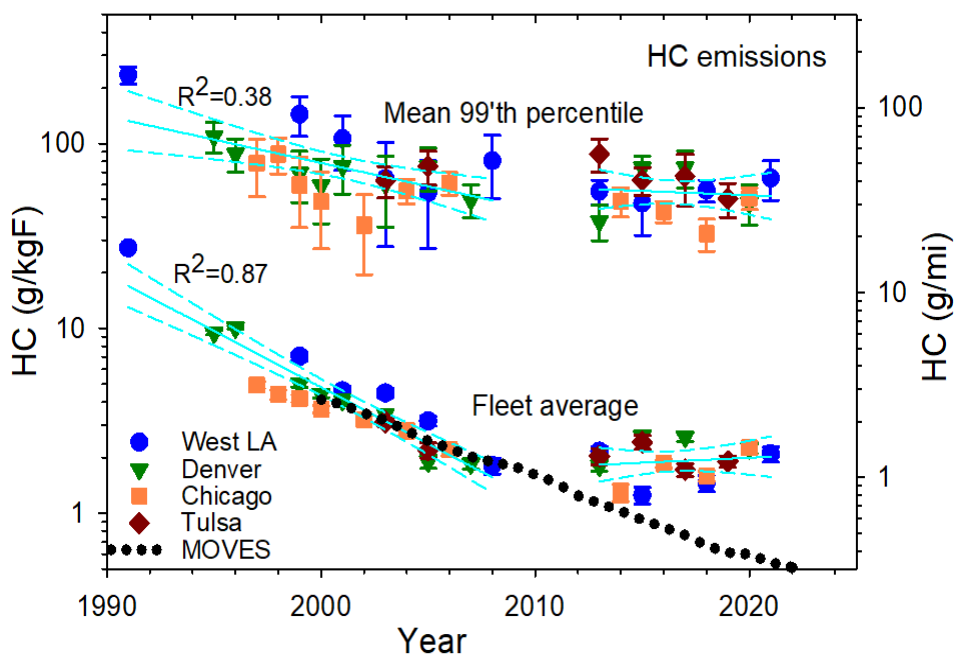 HC emissions
R2=0.38
Mean 99'th percentile
100
100
HC (g/kgF)
HC (g/mi)
R2=0.87
10
10
Fleet average
West LA
Denver
Chicago
Tulsa
MOVES
1
1
1990
2000
2010
2020
Year